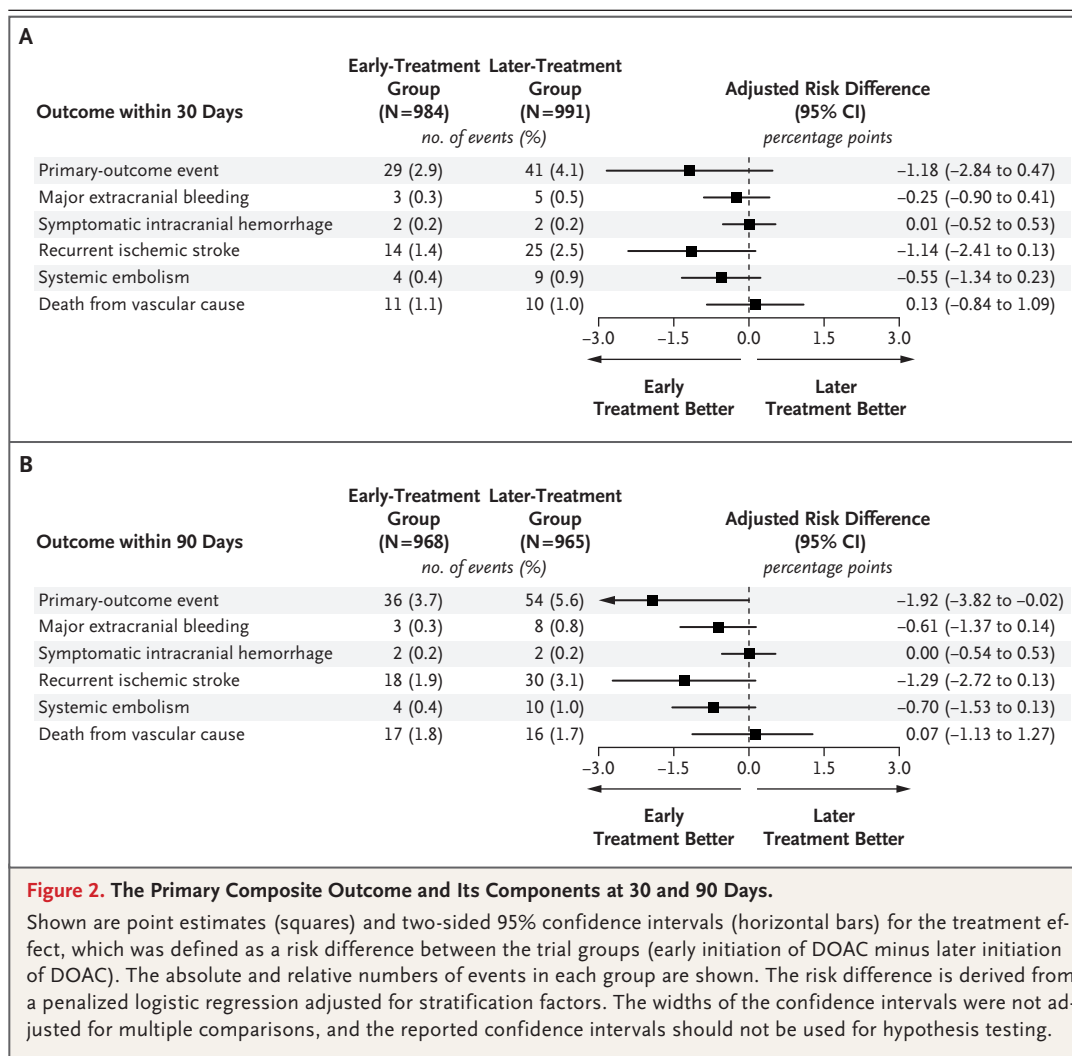 A
Early-Treatment Group (N=984) Later-Treatment Group (N=991)
Outcome within 30 Days Adjusted Risk Difference (95% CI)
no. of events (%) percentage points
Primary-outcome event 29 (2.9) 41 (4.1) –1.18 (–2.84 to 0.47)
Major extracranial bleeding 3 (0.3) 5 (0.5) –0.25 (–0.90 to 0.41)
Symptomatic intracranial hemorrhage 2 (0.2) 2 (0.2) 0.01 (–0.52 to 0.53)
Recurrent ischemic stroke 14 (1.4) 25 (2.5) –1.14 (–2.41 to 0.13)
Systemic embolism 4 (0.4) 9 (0.9) –0.55 (–1.34 to 0.23)
Death from vascular cause 11 (1.1) 10 (1.0) 0.13 (–0.84 to 1.09)
–3.0 –1.5 0.0 1.5 3.0
Early Treatment Better Later Treatment Better
B
Early-Treatment Group (N=968) Later-Treatment Group (N=965)
Outcome within 90 Days Adjusted Risk Difference (95% CI)
no. of events (%) percentage points
Primary-outcome event 36 (3.7) 54 (5.6) –1.92 (–3.82 to –0.02)
Major extracranial bleeding 3 (0.3) 8 (0.8) –0.61 (–1.37 to 0.14)
Symptomatic intracranial hemorrhage 2 (0.2) 2 (0.2) 0.00 (–0.54 to 0.53)
Recurrent ischemic stroke 18 (1.9) 30 (3.1) –1.29 (–2.72 to 0.13)
Systemic embolism 4 (0.4) 10 (1.0) –0.70 (–1.53 to 0.13)
Death from vascular cause 17 (1.8) 16 (1.7) 0.07 (–1.13 to 1.27)
–3.0 –1.5 0.0 1.5 3.0
Early Treatment Better Later Treatment Better
Figure 2. The Primary Composite Outcome and Its Components at 30 and 90 Days.
Shown are point estimates (squares) and two-sided 95% confidence intervals (horizontal bars) for the treatment ef-
fect, which was defined as a risk difference between the trial groups (early initiation of DOAC minus later initiation
of DOAC). The absolute and relative numbers of events in each group are shown. The risk difference is derived from
a penalized logistic regression adjusted for stratification factors. The widths of the confidence intervals were not ad-
justed for multiple comparisons, and the reported confidence intervals should not be used for hypothesis testing.